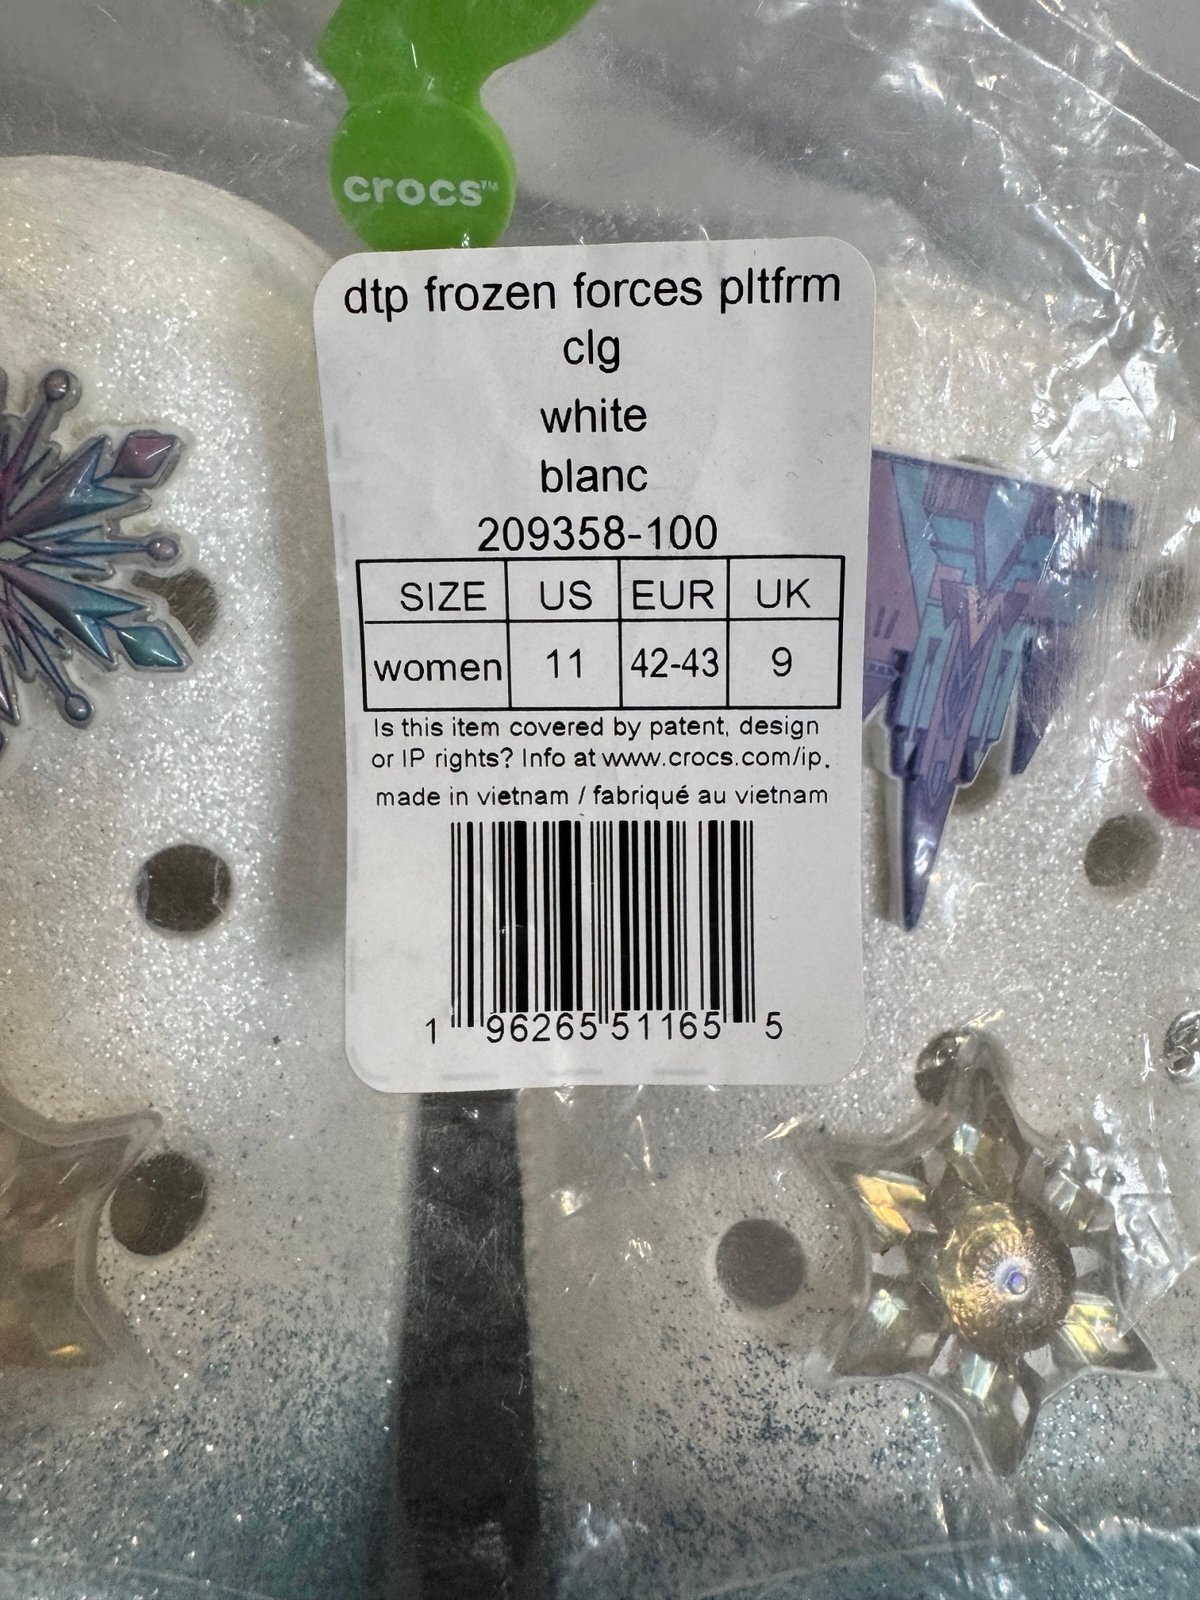 crocs™
dtp frozen forces pltfrm
clg
white
blanc
209358-100
SIZE US EUR UK
women 11 42-43 9
Is this item covered by patent, design
or IP rights? Info at www.crocs.com/ip.
made in vietnam / fabriqué au vietnam
1 96265 51165 5